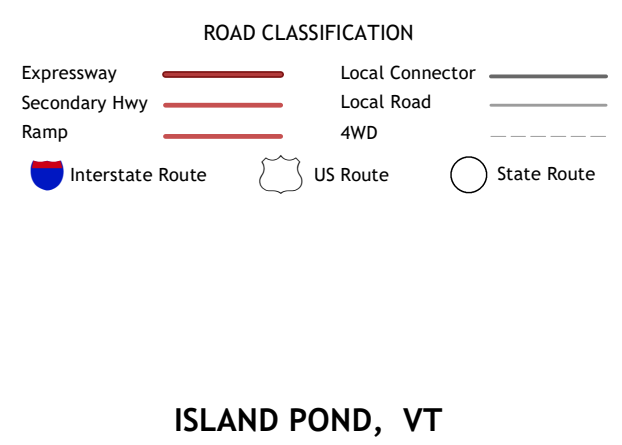 ROAD CLASSIFICATION
Expressway
Local Connector
Secondary Hwy
Local Road
Ramp
4WD
Interstate Route
US Route
State Route
ISLAND POND, VT